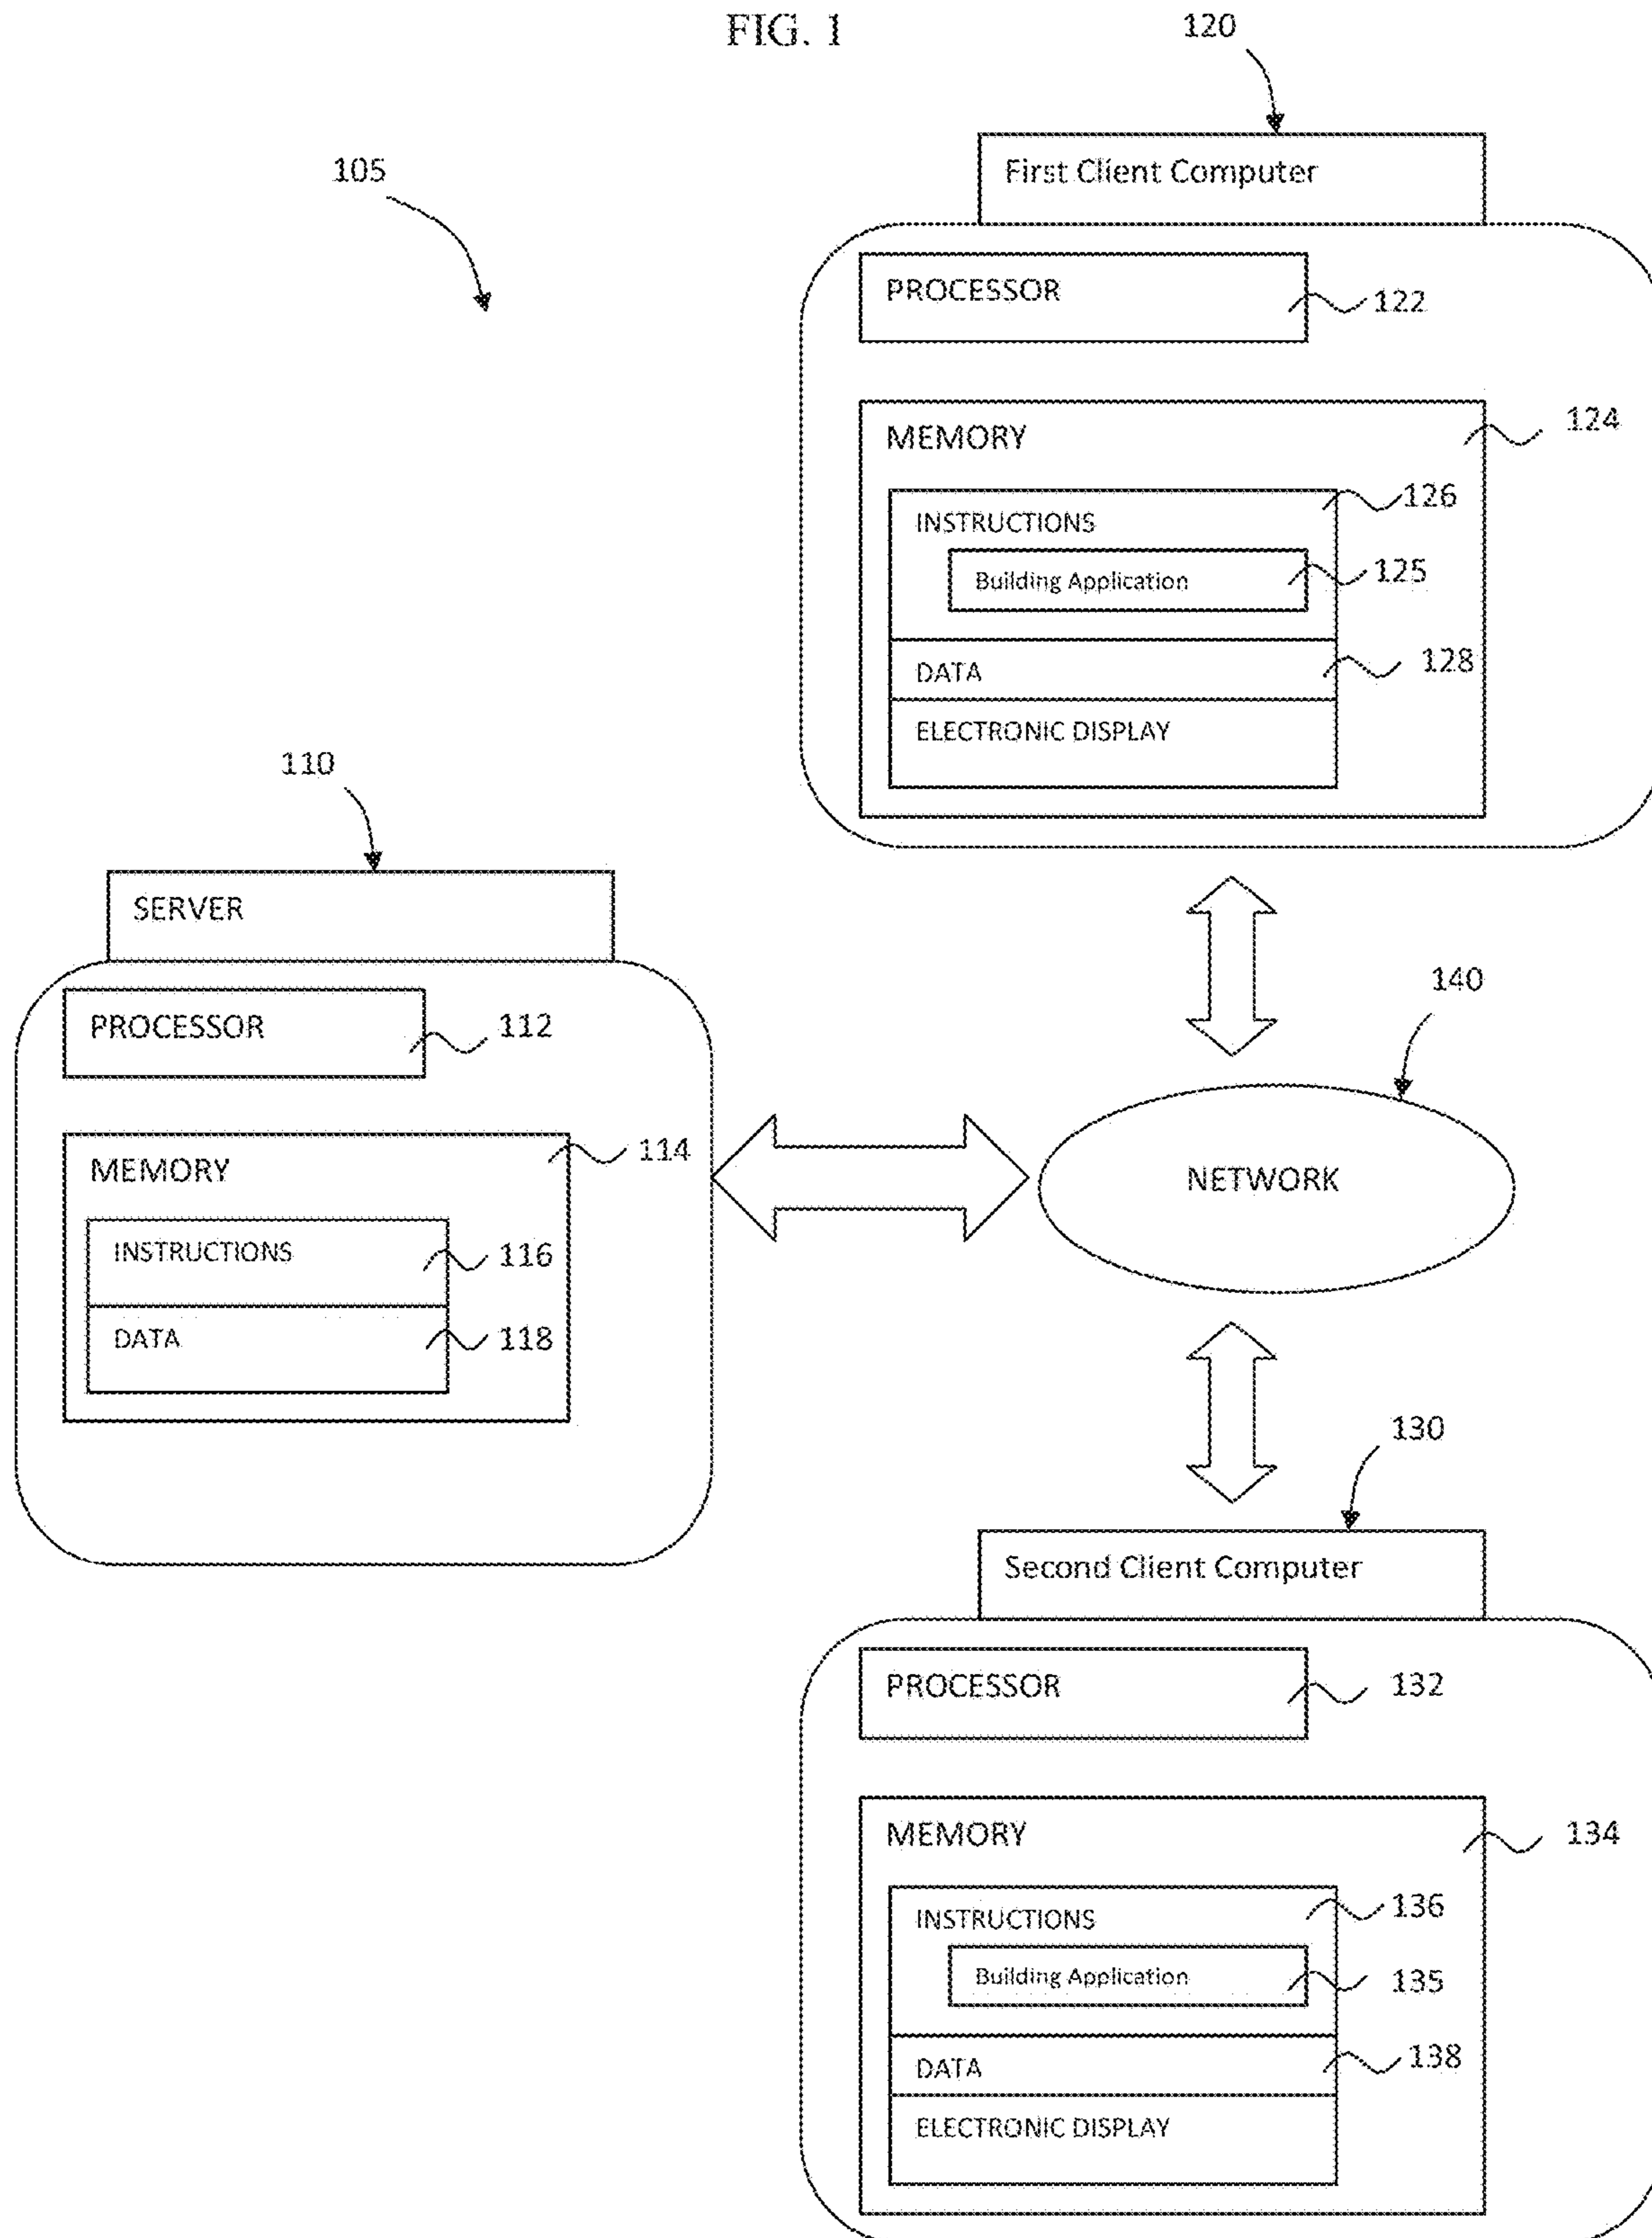 FIG. 1
120
105
First Client Computer
PROCESSOR
122
MEMORY
124
INSTRUCTIONS
126
Building Application
125
DATA
128
ELECTRONIC DISPLAY
110
SERVER
PROCESSOR
112
MEMORY
114
INSTRUCTIONS
116
DATA
118
140
NETWORK
130
Second Client Computer
PROCESSOR
132
MEMORY
134
INSTRUCTIONS
136
Building Application
135
DATA
138
ELECTRONIC DISPLAY